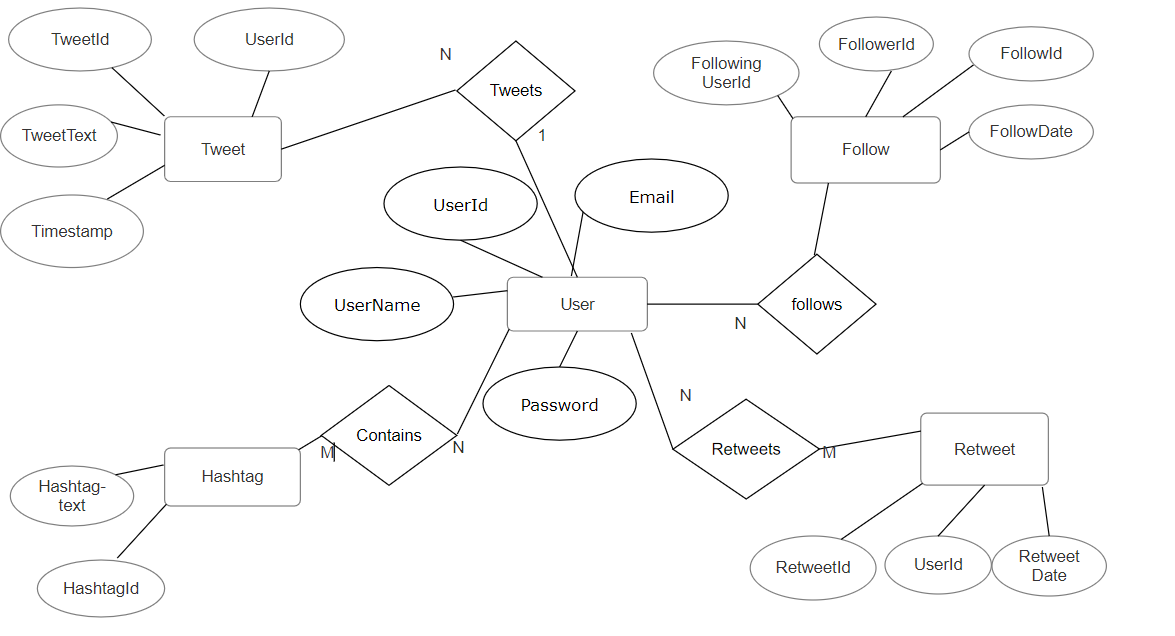 TweetId
UserId
N
Tweets
1
Following
UserId
FollowerId
FollowId
FollowDate
Follow
TweetText
Tweet
Timestamp
UserId
Email
UserName
User
N
follows
Password
Contains
M
N
N
Retweets
M
Retweet
Hashtag-
text
Hashtag
HashtagId
RetweetId
UserId
Retweet
Date